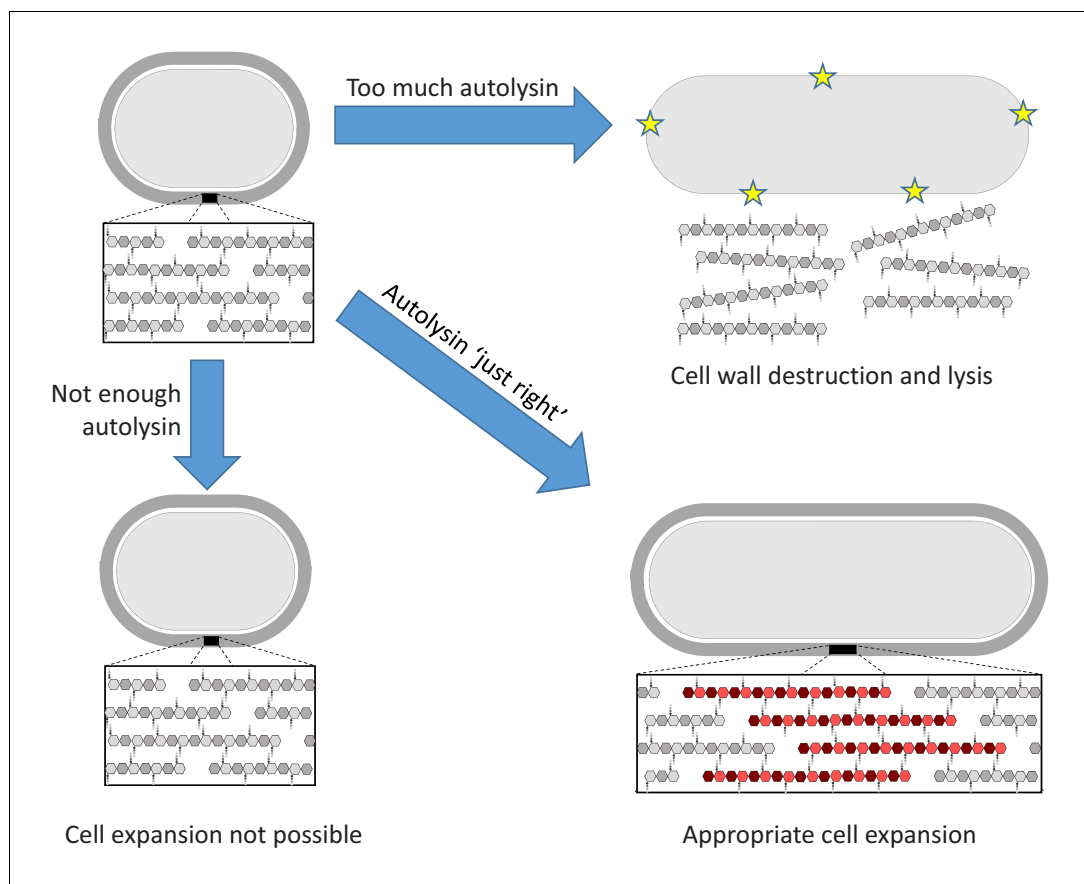 Too much autolysin
Cell wall destruction and lysis
Not enough
autolysin
Autolysin ‘just right’
Cell expansion not possible
Appropriate cell expansion